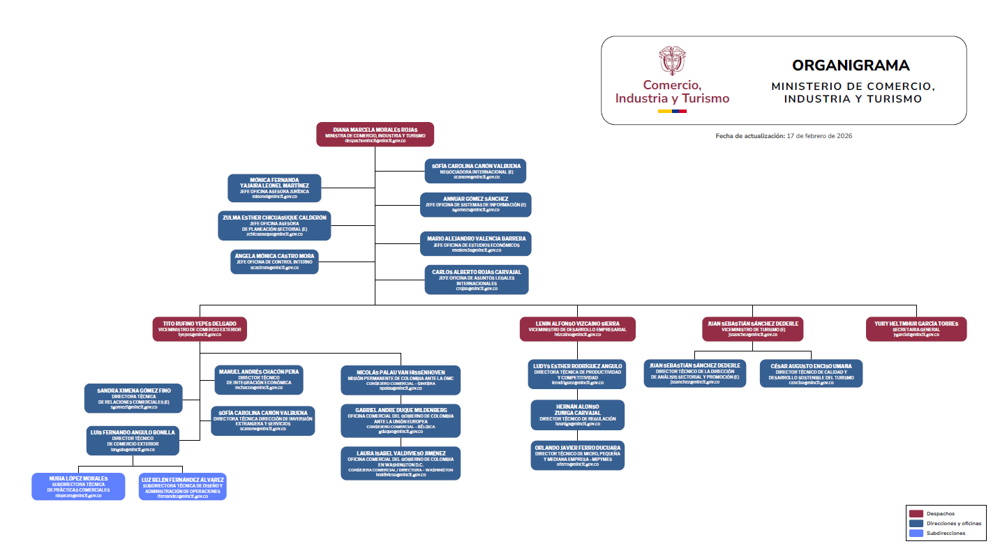 Comercio,
Industria y Turismo
ORGANIGRAMA
MINISTERIO DE COMERCIO,
INDUSTRIA Y TURISMO
Fecha de actualización: 17 de febrero de 2026
DIANA MARCELA MORALES ROJAS
MINISTRA DE COMERCIO, INDUSTRIA Y TURISMO
despachomincit@mincit.gov.co
SOFÍA CAROLINA CAÑÓN VALBUENA
NEGOCIADORA INTERNACIONAL (E)
scanonv@mincit.gov.co
MÓNICA FERNANDA
YAJAIRA LEONEL MARTÍNEZ
JEFE OFICINA ASESORA JURÍDICA
mleonel@mincit.gov.co
ANNUAR GÓMEZ SÁNCHEZ
JEFE OFICINA DE SISTEMAS DE INFORMACIÓN (E)
agomezs@mincit.gov.co
ZULMA ESTHER CHICUASUQUE CALDERÓN
JEFE OFICINA ASESORA
DE PLANEACIÓN SECTORIAL (E)
zchicuasuque@mincit.gov.co
MARIO ALEJANDRO VALENCIA BARRERA
JEFE OFICINA DE ESTUDIOS ECONÓMICOS
mvalencia@mincit.gov.co
ÁNGELA MÓNICA CASTRO MORA
JEFE OFICINA DE CONTROL INTERNO
acastrom@mincit.gov.co
CARLOS ALBERTO ROJAS CARVAJAL
JEFE OFICINA DE ASUNTOS LEGALES
INTERNACIONALES
crojas@mincit.gov.co
TITO RUFINO YEPES DELGADO
VICEMINISTRO DE COMERCIO EXTERIOR
tyepes@mincit.gov.co
LENIN ALFONSO VIZCAINO SIERRA
VICEMINISTRO DE DESARROLLO EMPRESARIAL
lvizcaino@mincit.gov.co
JUAN SEBASTIÁN SÁNCHEZ DEDERLE
VICEMINISTRO DE TURISMO (E)
jssanchez@mincit.gov.co
YURY HELTMHUR GARCÍA TORRES
SECRETARIA GENERAL
ygarciat@mincit.gov.co
MANUEL ANDRÉS CHACÓN PEÑA
DIRECTOR TÉCNICO
DE INTEGRACIÓN ECONÓMICA
mchacon@mincit.gov.co
SANDRA XIMENA GÓMEZ FINO
DIRECTORA TÉCNICA
DE RELACIONES COMERCIALES (E)
sgomezf@mincit.gov.co
SOFÍA CAROLINA CAÑÓN VALBUENA
DIRECTORA TÉCNICA DIRECCIÓN DE INVERSIÓN
EXTRANJERA Y SERVICIOS
scanonv@mincit.gov.co
LUIS FERNANDO ANGULO BONILLA
DIRECTOR TÉCNICO
DE COMERCIO EXTERIOR
langulo@mincit.gov.co
NUBIA LÓPEZ MORALES
SUBDIRECTORA TÉCNICA
DE PRÁCTICAS COMERCIALES
nlopezm@mincit.gov.co
LUZ BELÉN FERNÁNDEZ ÁLVAREZ
SUBDIRECTORA TÉCNICA DE DISEÑO Y
ADMINISTRACIÓN DE OPERACIONES
lfernandez@mincit.gov.co
NICOLÁS PALAU VAN HISSENHOVEN
MISIÓN PERMANENTE DE COLOMBIA ANTE LA OMC
CONSEJERO COMERCIAL – GINEBRA
npalau@mincit.gov.co
GABRIEL ANDRE DUQUE MILDENBERG
OFICINA COMERCIAL DEL GOBIERNO DE COLOMBIA
ANTE LA UNIÓN EUROPEA
CONSEJERO COMERCIAL – BÉLGICA
gduque@mincit.gov.co
LAURA ISABEL VALDIVIESO JIMÉNEZ
OFICINA COMERCIAL DEL GOBIERNO DE COLOMBIA
EN WASHINGTON D.C.
CONSEJERA COMERCIAL / DIRECTORA – WASHINGTON
lvaldivieso@mincit.gov.co
LUDYS ESTHER RODRÍGUEZ ANGULO
DIRECTORA TÉCNICA DE PRODUCTIVIDAD
Y COMPETITIVIDAD
lerodriguez@mincit.gov.co
HERNÁN ALONSO
ZUÑIGA CARVAJAL
DIRECTOR TÉCNICO DE REGULACIÓN
hzuniga@mincit.gov.co
ORLANDO JAVIER FERRO DUCUARA
DIRECTOR TÉCNICO DE MICRO, PEQUEÑA
Y MEDIANA EMPRESA - MIPYMES
oferro@mincit.gov.co
JUAN SEBASTIÁN SÁNCHEZ DEDERLE
DIRECTOR TÉCNICO DE LA DIRECCIÓN
DE ANÁLISIS SECTORIAL Y PROMOCIÓN (E)
jssanchez@mincit.gov.co
CÉSAR AUGUSTO ENCISO UMAÑA
DIRECTOR TÉCNICO DE CALIDAD Y
DESARROLLO SOSTENIBLE DEL TURISMO
cenciso@mincit.gov.co
Despachos
Direcciones y oficinas
Subdirecciones